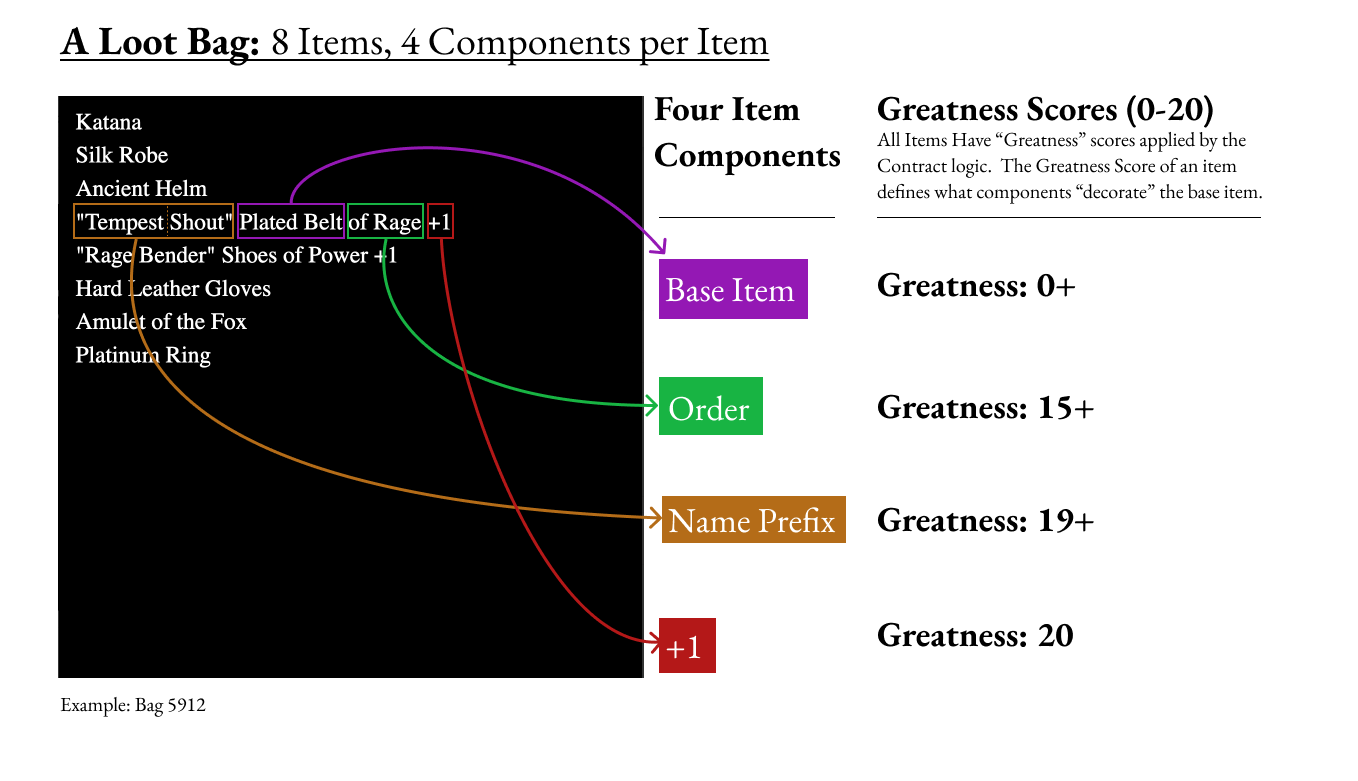 A Loot Bag: 8 Items, 4 Components per Item
Katana
Silk Robe
Ancient Helm
"Tempest Shout" Plated Belt of Rage +1
"Rage Bender" Shoes of Power +1
Hard Leather Gloves
Amulet of the Fox
Platinum Ring
Example: Bag 5912
Four Item
Components
Base Item
Order
Name Prefix
+1
Greatness Scores (0-20)
All Items Have “Greatness” scores applied by the
Contract logic. The Greatness Score of an item
defines what components “decorate” the base item.
Greatness: 0+
Greatness: 15+
Greatness: 19+
Greatness: 20